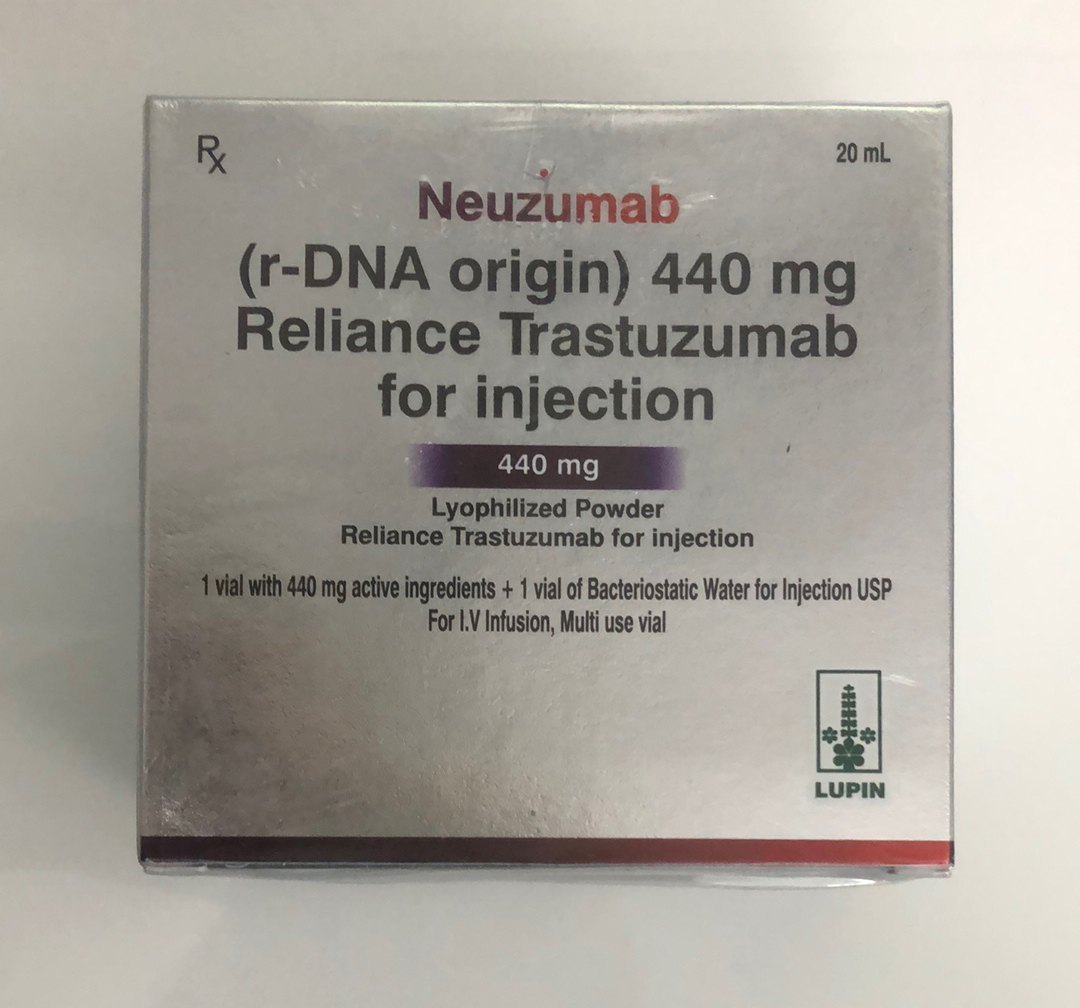 Rx
20 mL
Neuzumab
(r-DNA origin) 440 mg
Reliance Trastuzumab
for injection
440 mg
Lyophilized Powder
Reliance Trastuzumab for injection
1 vial with 440 mg active ingredients + 1 vial of Bacteriostatic Water for Injection USP
For I.V Infusion, Multi use vial
LUPIN